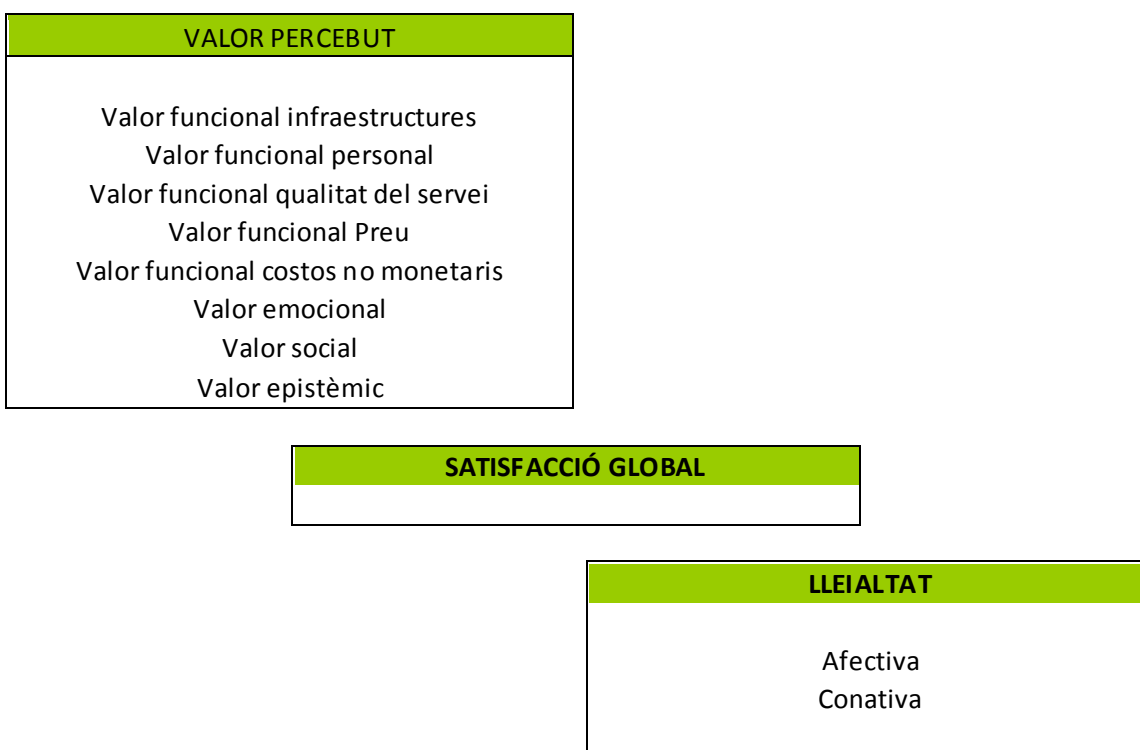 VALOR PERCEBUT
Valor funcional infraestructures
Valor funcional personal
Valor funcional qualitat del servei
Valor funcional Preu
Valor funcional costos no monetaris
Valor emocional
Valor social
Valor epistèmic
SATISFACCIÓ GLOBAL
LLEIALTAT
Afectiva
Conativa